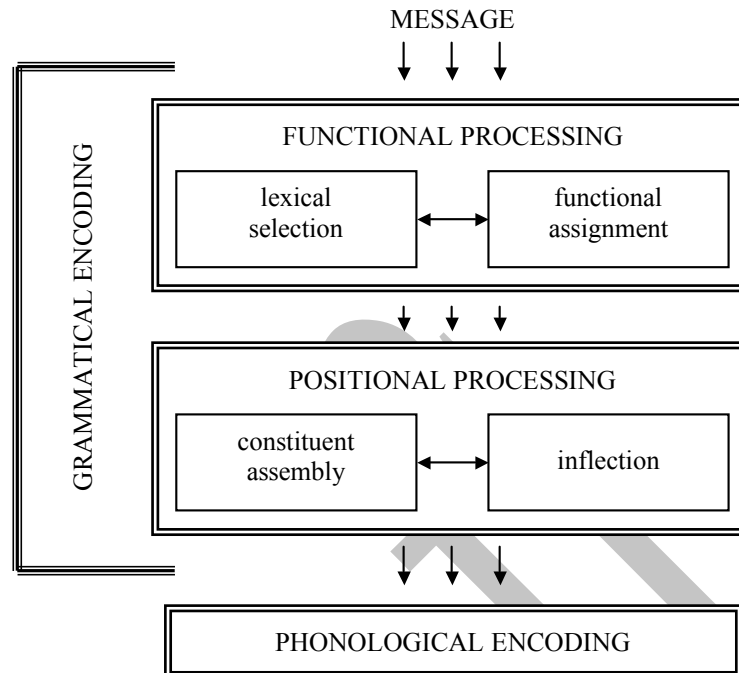 MESSAGE
GRAMMATICAL ENCODING
FUNCTIONAL PROCESSING
lexical
selection
functional
assignment
POSITIONAL PROCESSING
constituent
assembly
inflection
PHONOLOGICAL ENCODING